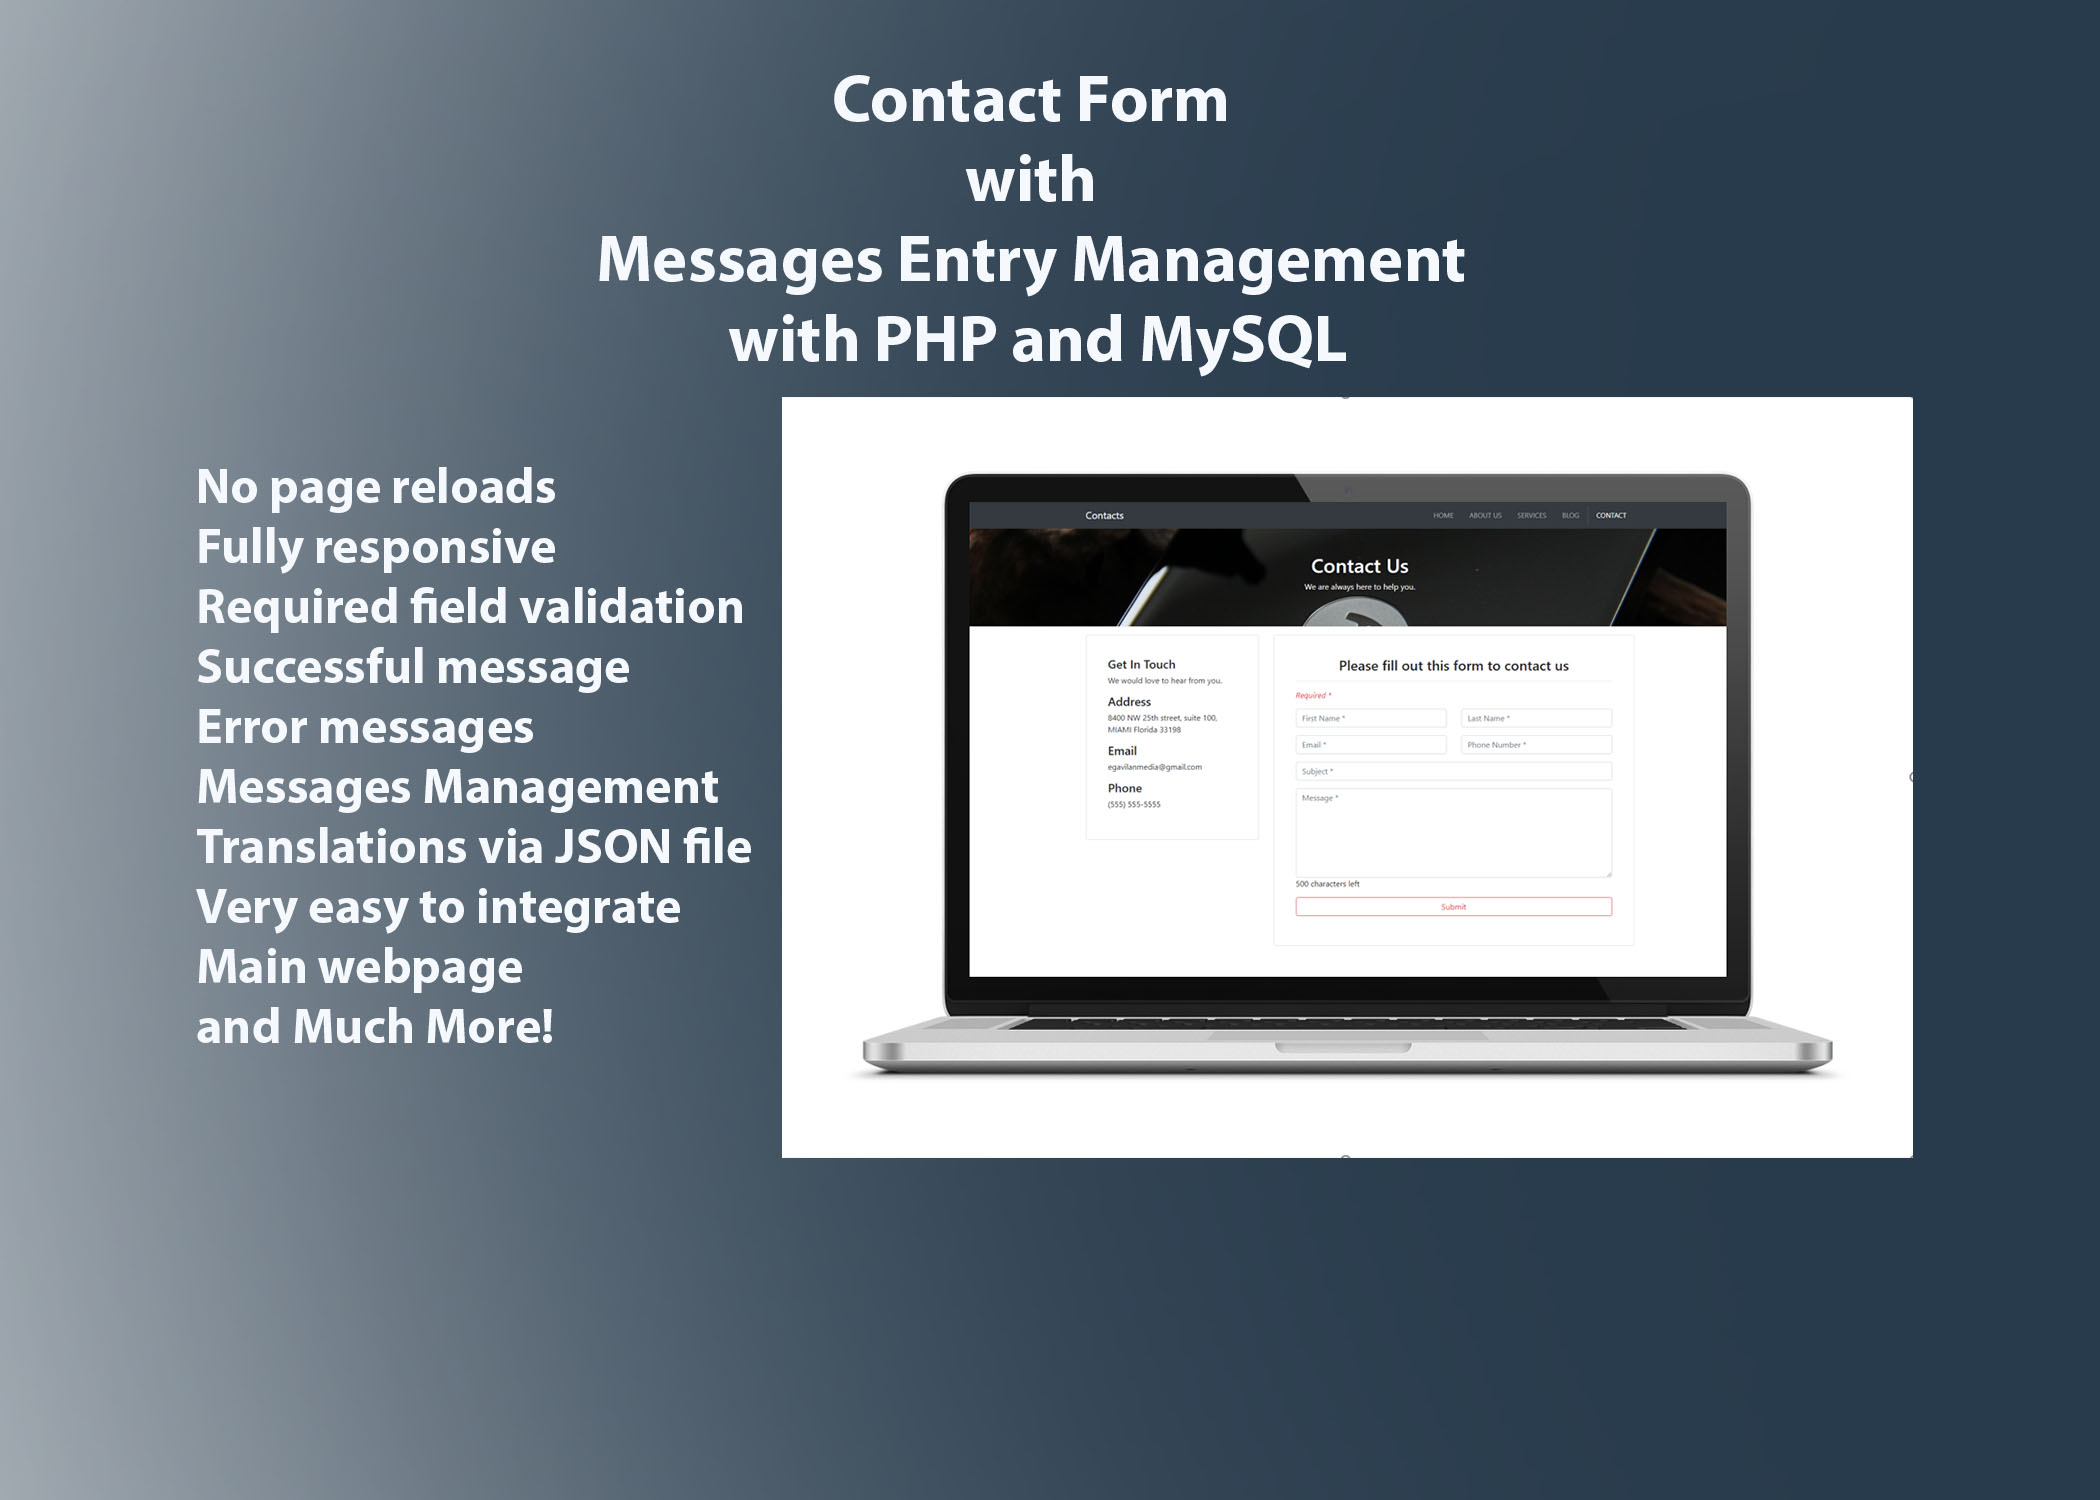 Contact Form
with
Messages Entry Management
with PHP and MySQL
No page reloads
Fully responsive
Required field validation
Successful message
Error messages
Messages Management
Translations via JSON file
Very easy to integrate
Main webpage
and Much More!
Contacts
HOME ABOUT US SERVICES BLOG CONTACT
Contact Us
We are always here to help you.
Get In Touch
We would love to hear from you.
Address
8400 NW 25th street, suite 100,
MIAMI Florida 33198
Email
egavilanmedia@gmail.com
Phone
(555) 555-5555
Please fill out this form to contact us
Required *
First Name * Last Name *
Email * Phone Number *
Subject *
Message *
500 characters left
Submit